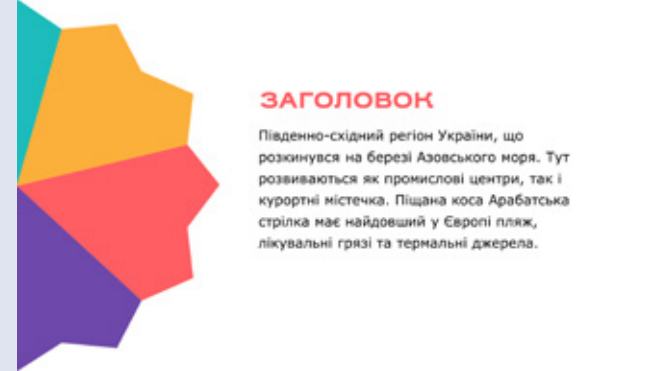 ЗАГОЛОВОК
Південно-східний регіон України, що
розкинувся на березі Азовського моря. Тут
розвиваються як промислові центри, так і
курортні містечка. Піщана коса Арабатська
стрілка має найдовший у Європі пляж,
лікувальні грязі та термальні джерела.